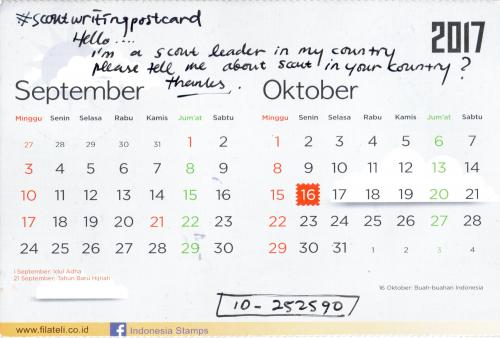 #scoutwritingpostcard
Hello....
i'm a scout leader in my country
please tell me about scout in your country?
thanks.
2017
September
Minggu Senin Selasa Rabu Kamis Jum'at Sabtu
27 28 29 30 31 1 2
3 4 5 6 7 8 9
10 11 12 13 14 15 16
17 18 19 20 21 22 23
24 25 26 27 28 29 30
1 September: Idul Adha
21 September: Tahun Baru Hijriah
Oktober
Minggu Senin Selasa Rabu Kamis Jum'at Sabtu
1 2 3 4 5 6 7
8 9 10 11 12 13 14
15 16 17 18 19 20 21
22 23 24 25 26 27 28
29 30 31 1 2 3 4
16 Oktober: Buah-buahan Indonesia
10-252590
www.filateli.co.id f Indonesia Stamps